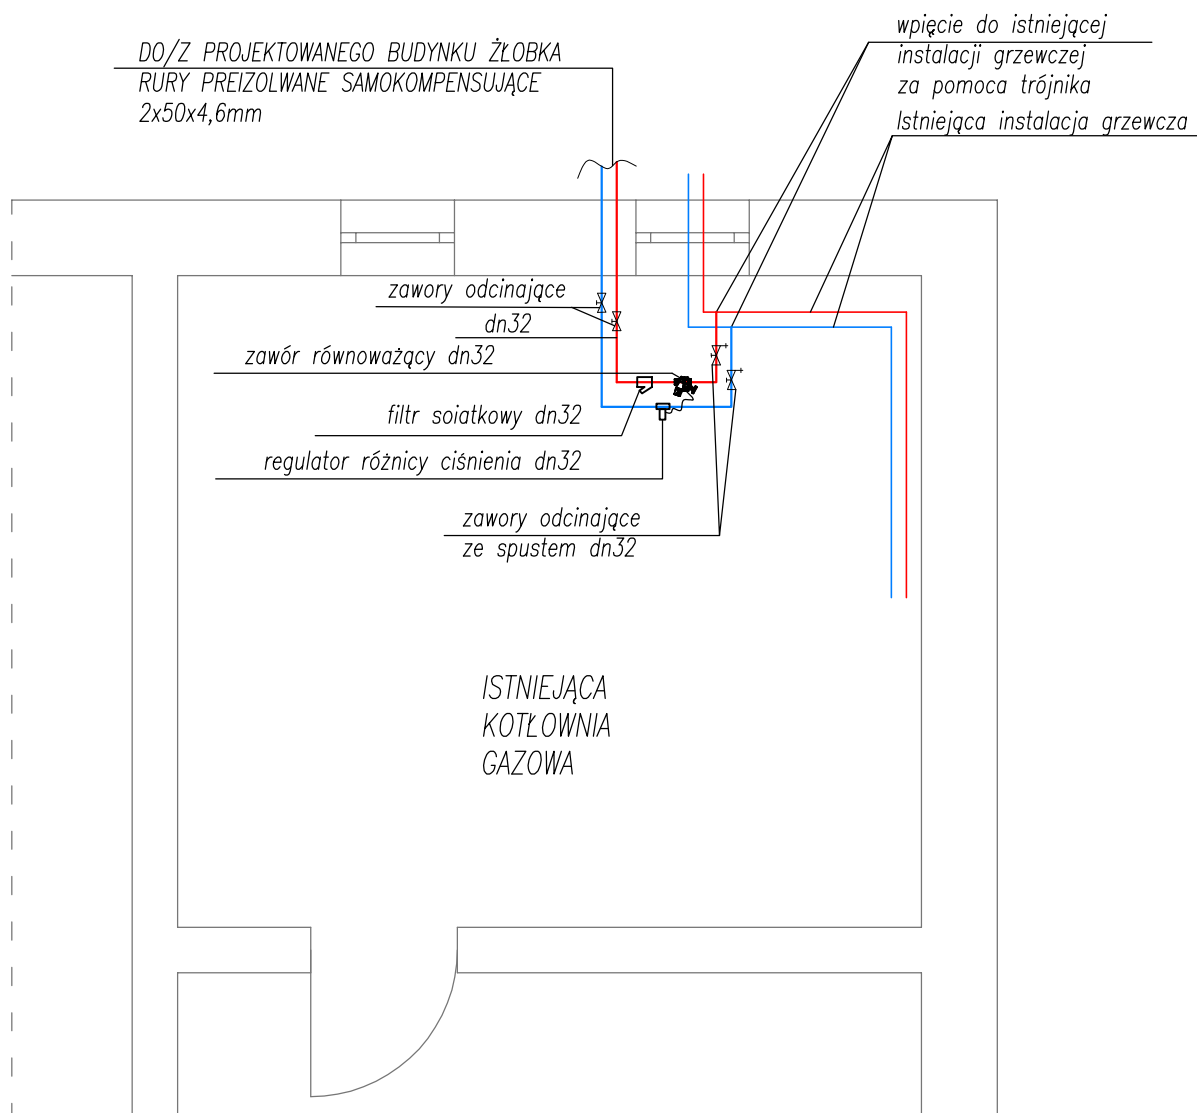 DO/Z PROJEKTOWANEGO BUDYNKU ŻŁOBKA
RURY PREIZOLWANE SAMOKOMPENSUJĄCE
2x50x4,6mm
wpięcie do istniejącej
instalacji grzewczej
za pomoca trójnika
Istniejąca instalacja grzewcza
zawory odcinające
dn32
zawór równoważący dn32
filtr soiatkowy dn32
regulator różnicy ciśnienia dn32
zawory odcinające
ze spustem dn32
ISTNIEJĄCA
KOTŁOWNIA
GAZOWA